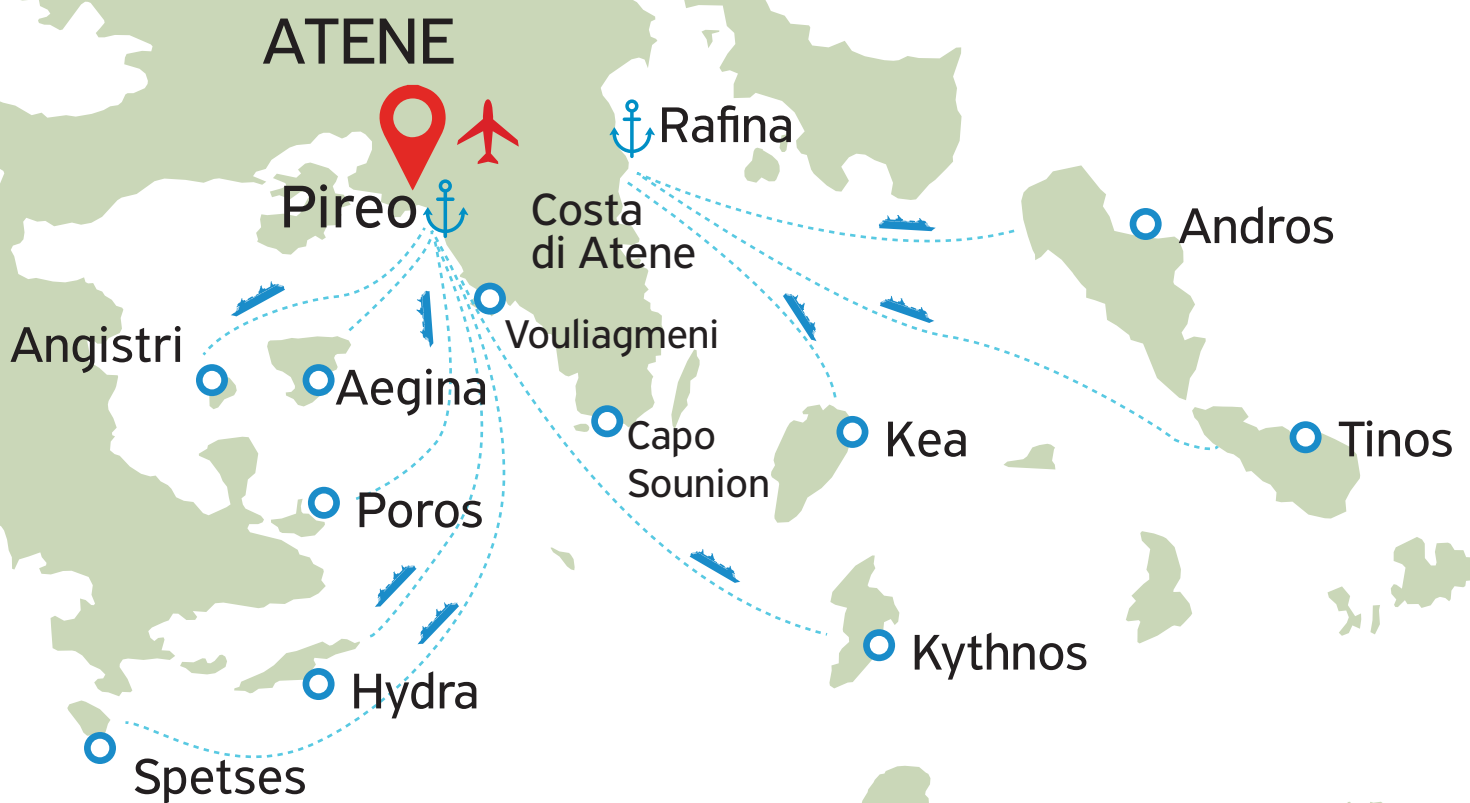 ATENE
Rafina
Pireo
Costa
di Atene
Andros
Angistri
Vouliagmeni
Aegina
Capo
Sounion
Kea
Tinos
Poros
Kythnos
Hydra
Spetses